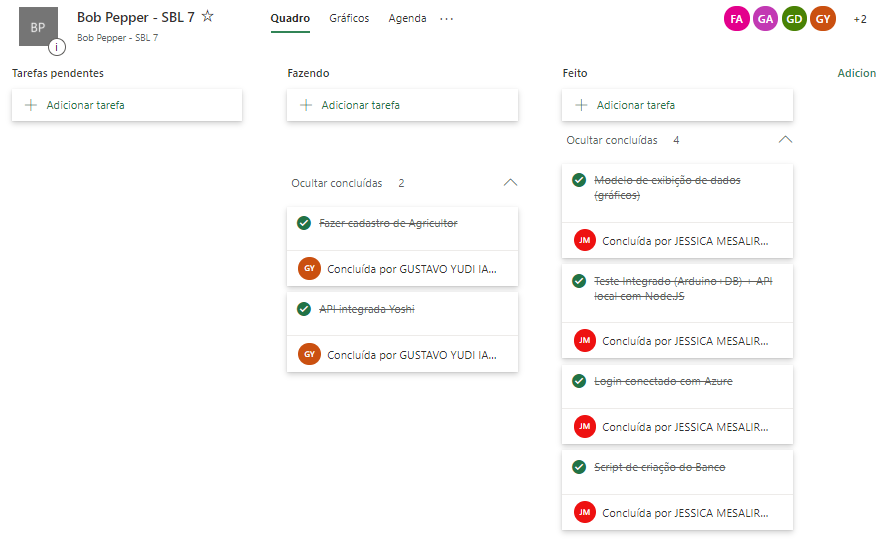 BP
i
Bob Pepper - SBL 7
Bob Pepper - SBL 7
Quadro
Gráficos
Agenda
...
FA
GA
GD
GY
+2
Tarefas pendentes
Adicionar tarefa
Fazendo
Adicionar tarefa
Ocultar concluídas 2
Fazer cadastro de Agricultor
GY Concluída por GUSTAVO YUDI IA...
API integrada Yoshi
GY Concluída por GUSTAVO YUDI IA...
Feito
Adicionar tarefa
Ocultar concluídas 4
Modelo de exibição de dados
(gráficos)
JM Concluída por JESSICA MESALIR...
Teste Integrado (Arduino+DB) + API
local com NodeJS
JM Concluída por JESSICA MESALIR...
Login conectado com Azure
JM Concluída por JESSICA MESALIR...
Script de criação do Banco
JM Concluída por JESSICA MESALIR...
Adicion